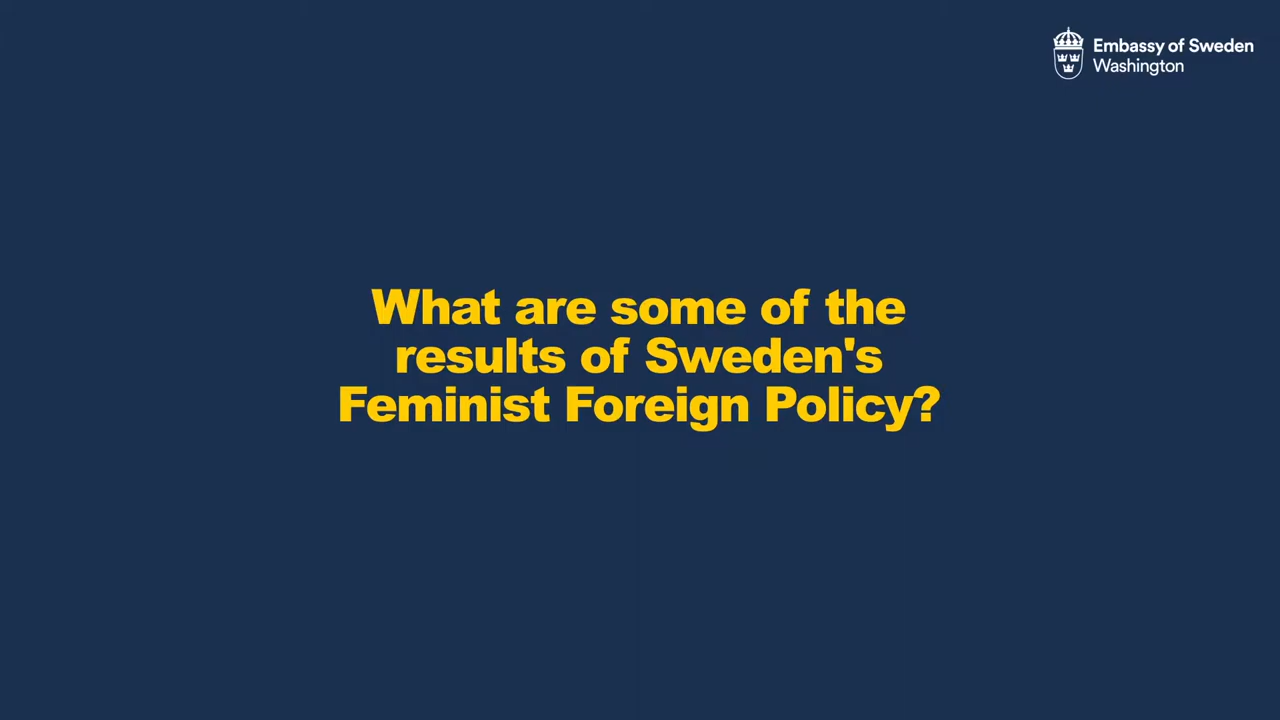 Embassy of Sweden
Washington
What are some of the
results of Sweden's
Feminist Foreign Policy?